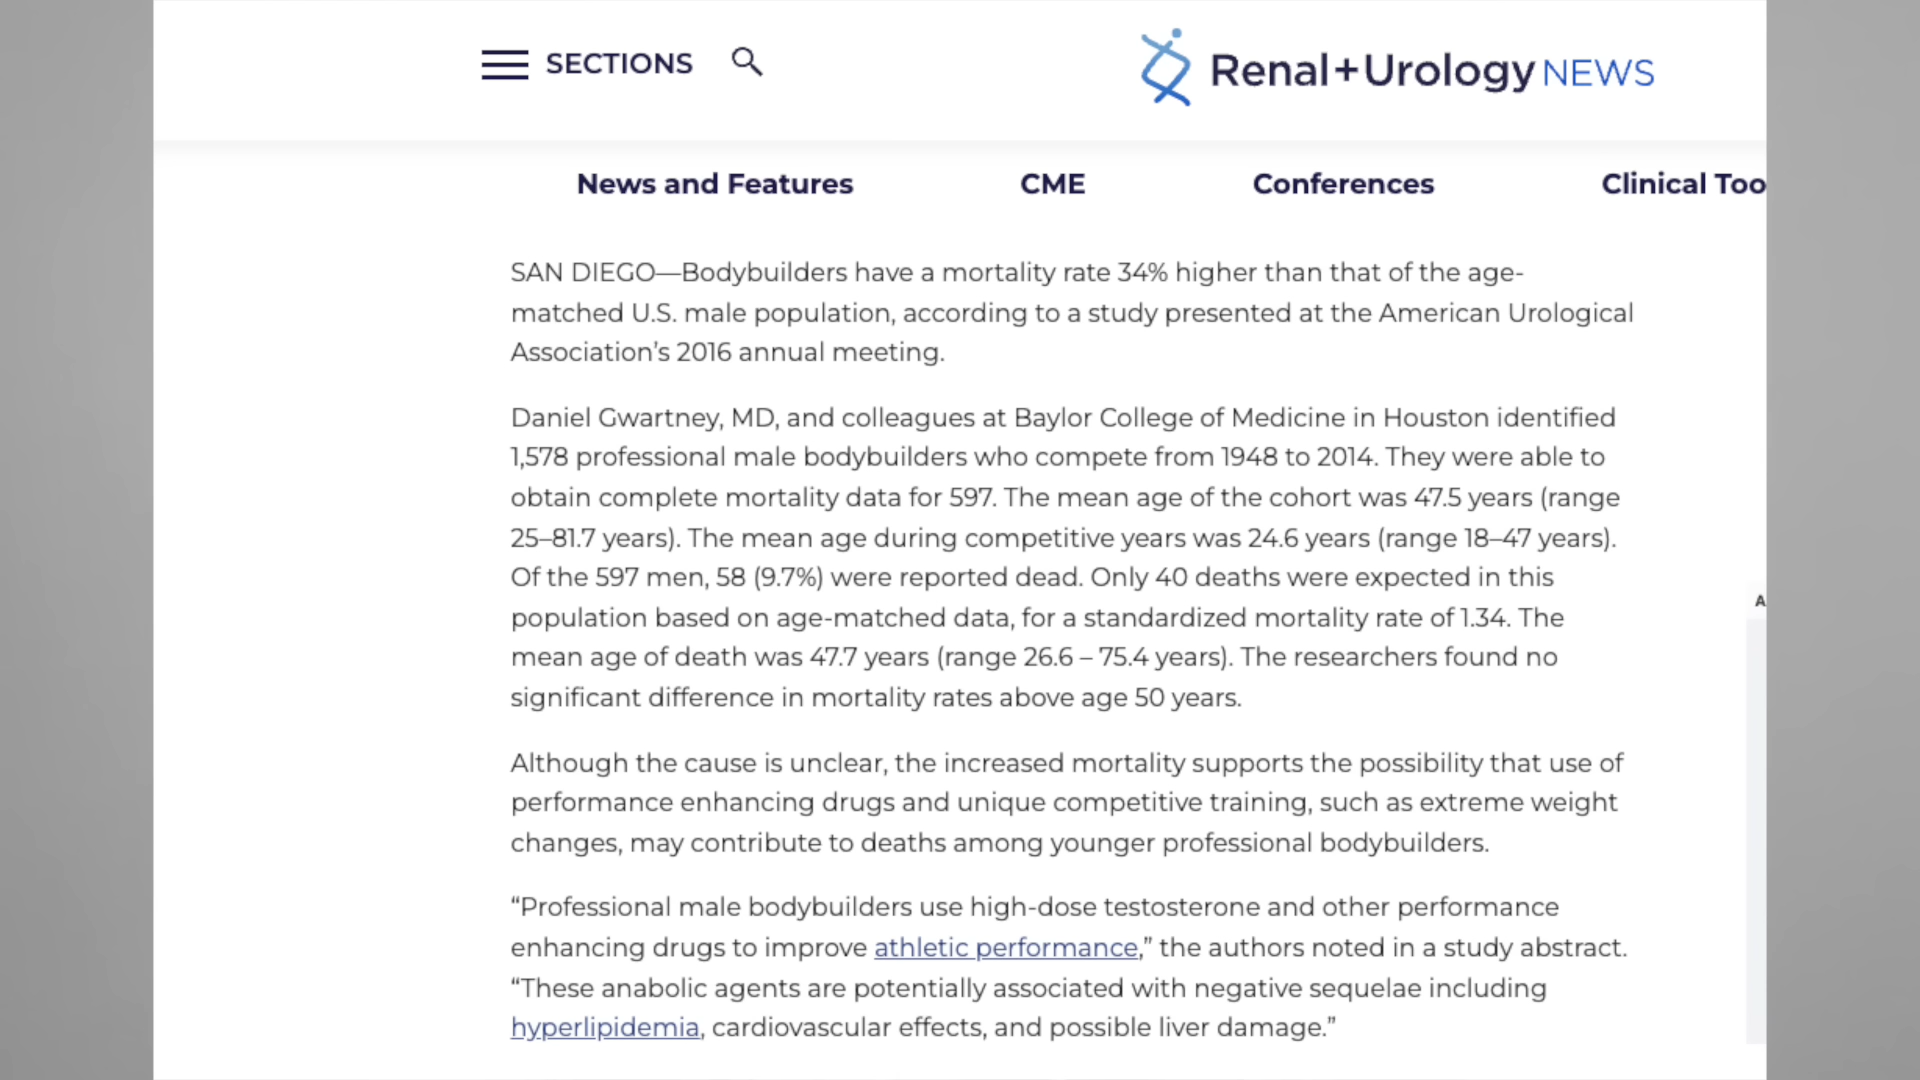 SECTIONS
Renal+Urology NEWS
News and Features CME Conferences Clinical Too
SAN DIEGO—Bodybuilders have a mortality rate 34% higher than that of the age-
matched U.S. male population, according to a study presented at the American Urological
Association’s 2016 annual meeting.
Daniel Gwartney, MD, and colleagues at Baylor College of Medicine in Houston identified
1,578 professional male bodybuilders who compete from 1948 to 2014. They were able to
obtain complete mortality data for 597. The mean age of the cohort was 47.5 years (range
25–81.7 years). The mean age during competitive years was 24.6 years (range 18–47 years).
Of the 597 men, 58 (9.7%) were reported dead. Only 40 deaths were expected in this
population based on age-matched data, for a standardized mortality rate of 1.34. The
mean age of death was 47.7 years (range 26.6 – 75.4 years). The researchers found no
significant difference in mortality rates above age 50 years.
A
Although the cause is unclear, the increased mortality supports the possibility that use of
performance enhancing drugs and unique competitive training, such as extreme weight
changes, may contribute to deaths among younger professional bodybuilders.
“Professional male bodybuilders use high-dose testosterone and other performance
enhancing drugs to improve athletic performance,” the authors noted in a study abstract.
“These anabolic agents are potentially associated with negative sequelae including
hyperlipidemia, cardiovascular effects, and possible liver damage.”